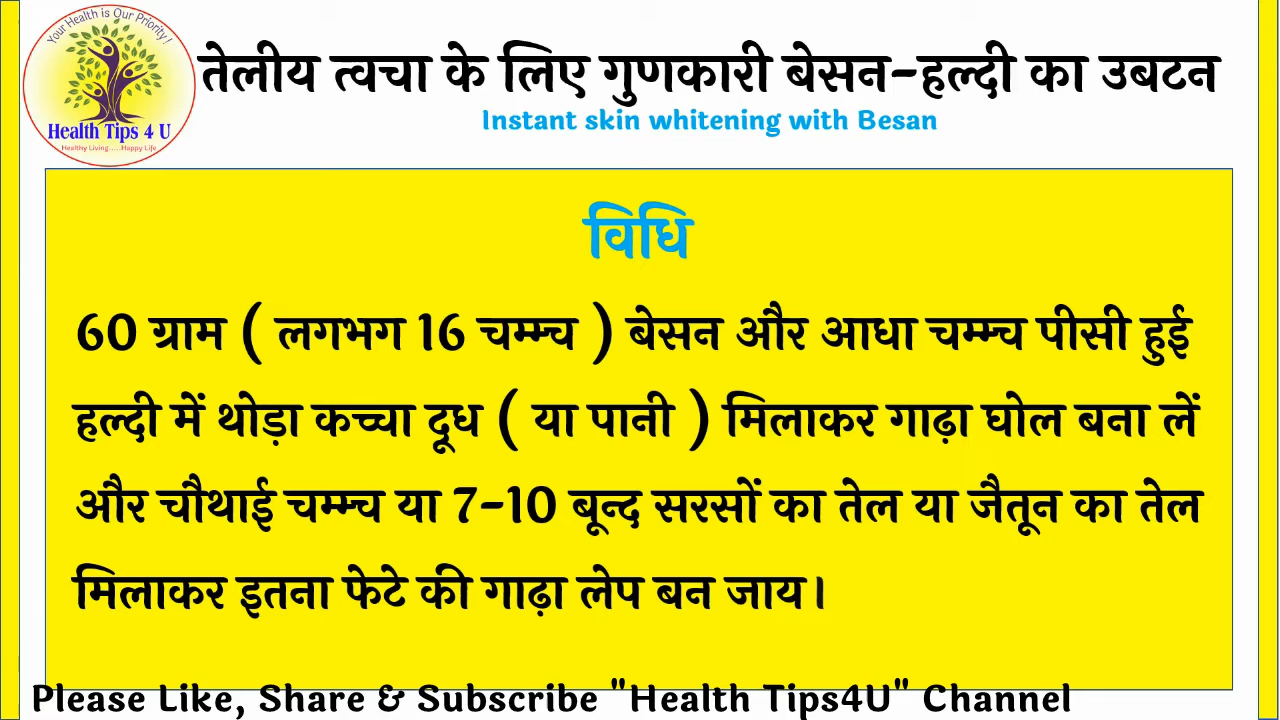 Your Health is Our Priority!
Health Tips 4 U
Healthy Living.....Happy Life
तेलीय त्वचा के लिए गुणकारी बेसन-हल्दी का उबटन
Instant skin whitening with Besan
विधि
60 ग्राम ( लगभग 16 चम्म्च ) बेसन और आधा चम्म्च पीसी हुई
हल्दी में थोड़ा कच्चा दूध ( या पानी ) मिलाकर गाढ़ा घोल बना लें
और चौथाई चम्म्च या 7-10 बून्द सरसों का तेल या जैतून का तेल
मिलाकर इतना फेटे की गाढ़ा लेप बन जाय।
Please Like, Share & Subscribe "Health Tips4U" Channel